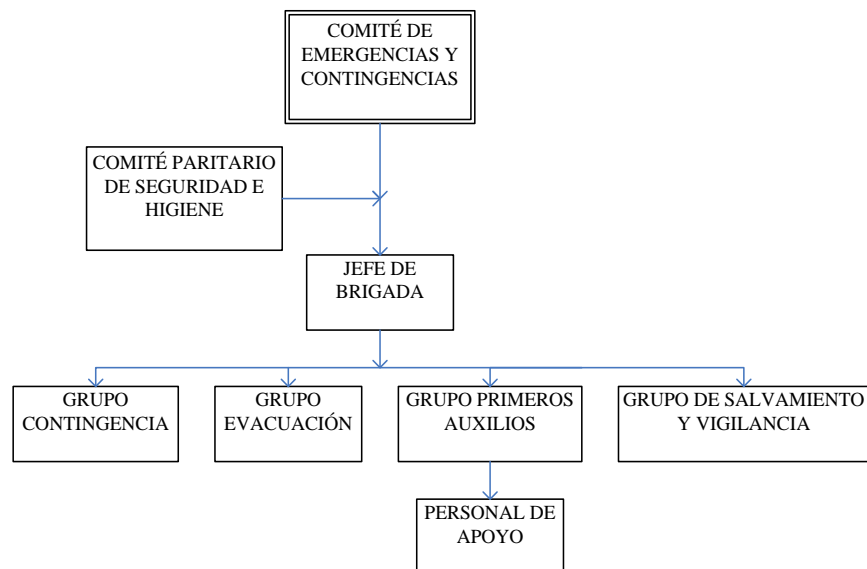 COMITÉ DE
EMERGENCIAS Y
CONTINGENCIAS
COMITÉ PARITARIO
DE SEGURIDAD E
HIGIENE
JEFE DE
BRIGADA
GRUPO
CONTINGENCIA
GRUPO
EVACUACIÓN
GRUPO PRIMEROS
AUXILIOS
GRUPO DE SALVAMIENTO
Y VIGILANCIA
PERSONAL DE
APOYO